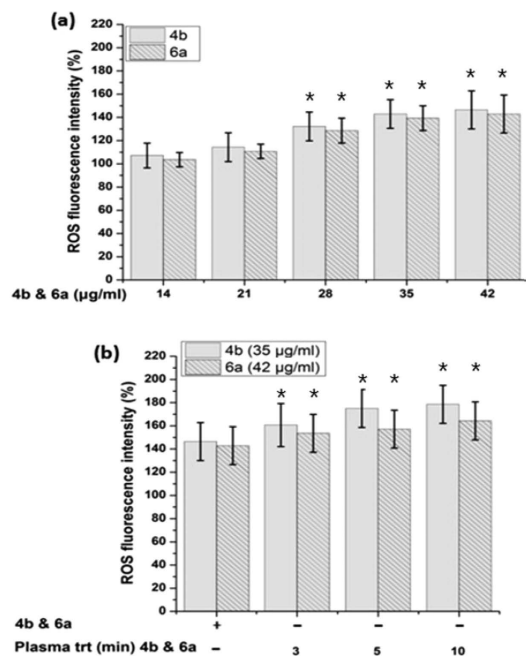 (a)
220
200
180
160
140
120
100
80
60
40
20
0
ROS fluorescence intensity (%)
4b
6a
* * * * * *
14 21 28 35 42
4b & 6a (µg/ml)
(b)
220
200
180
160
140
120
100
80
60
40
20
0
ROS fluorescence intensity (%)
4b (35 µg/ml)
6a (42 µg/ml)
* * * * * *
4b & 6a + – – –
Plasma trt (min) 4b & 6a – 3 5 10